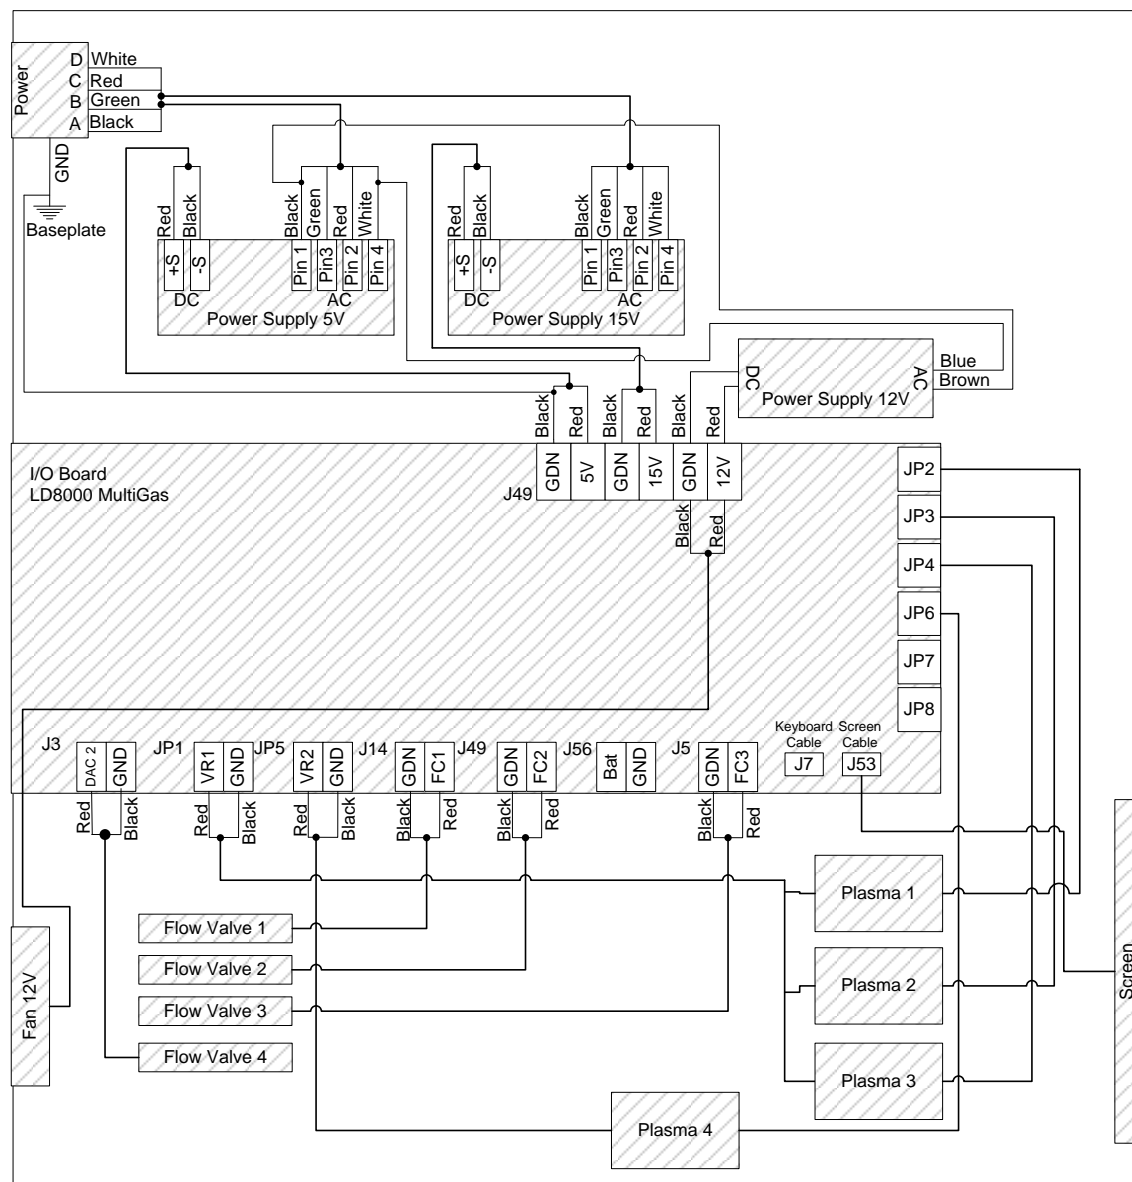 Power
D White
C Red
B Green
A Black
GND
Baseplate
Red
Black
Black
Green
Red
White
Red
Black
Black
Green
Red
White
+S
-S
Pin 1
Pin3
Pin 2
Pin 4
DC
AC
Power Supply 5V
+S
-S
Pin 1
Pin3
Pin 2
Pin 4
DC
AC
Power Supply 15V
DC
AC
Blue
Brown
Power Supply 12V
Black
Red
Black
Red
Black
Red
I/O Board
LD8000 MultiGas
J49
GDN
5V
GDN
15V
GDN
12V
Black
Red
JP2
JP3
JP4
JP6
JP7
JP8
J3
DAC 2
GND
JP1
VR1
GND
JP5
VR2
GND
J14
GDN
FC1
J49
GDN
FC2
J56
Bat
GND
J5
GDN
FC3
Keyboard
Cable
J7
Screen
Cable
J53
Red
Black
Red
Black
Red
Black
Black
Red
Black
Red
Black
Red
Flow Valve 1
Flow Valve 2
Flow Valve 3
Flow Valve 4
Fan 12V
Plasma 1
Plasma 2
Plasma 3
Plasma 4
Screen